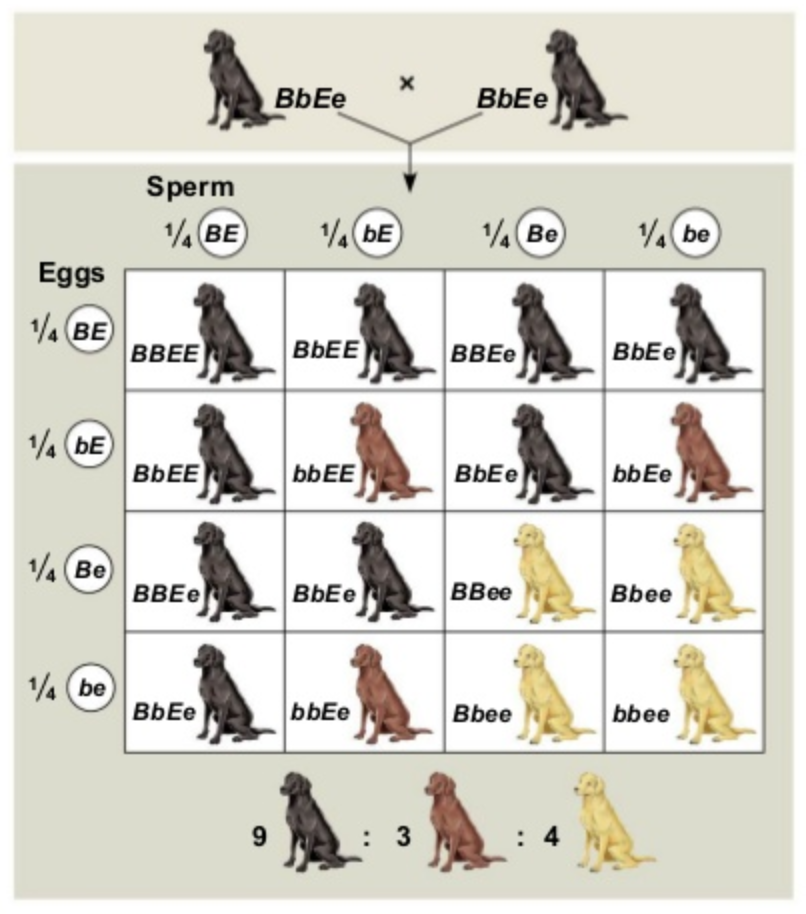 BbEe × BbEe
Sperm
1/4 BE 1/4 bE 1/4 Be 1/4 be
Eggs
1/4 BE BBEE BbEE BBEe BbEe
1/4 bE BbEE bbEE BbEe bbEe
1/4 Be BBEe BbEe BBee Bbee
1/4 be BbEe bbEe Bbee bbee
9 : 3 : 4